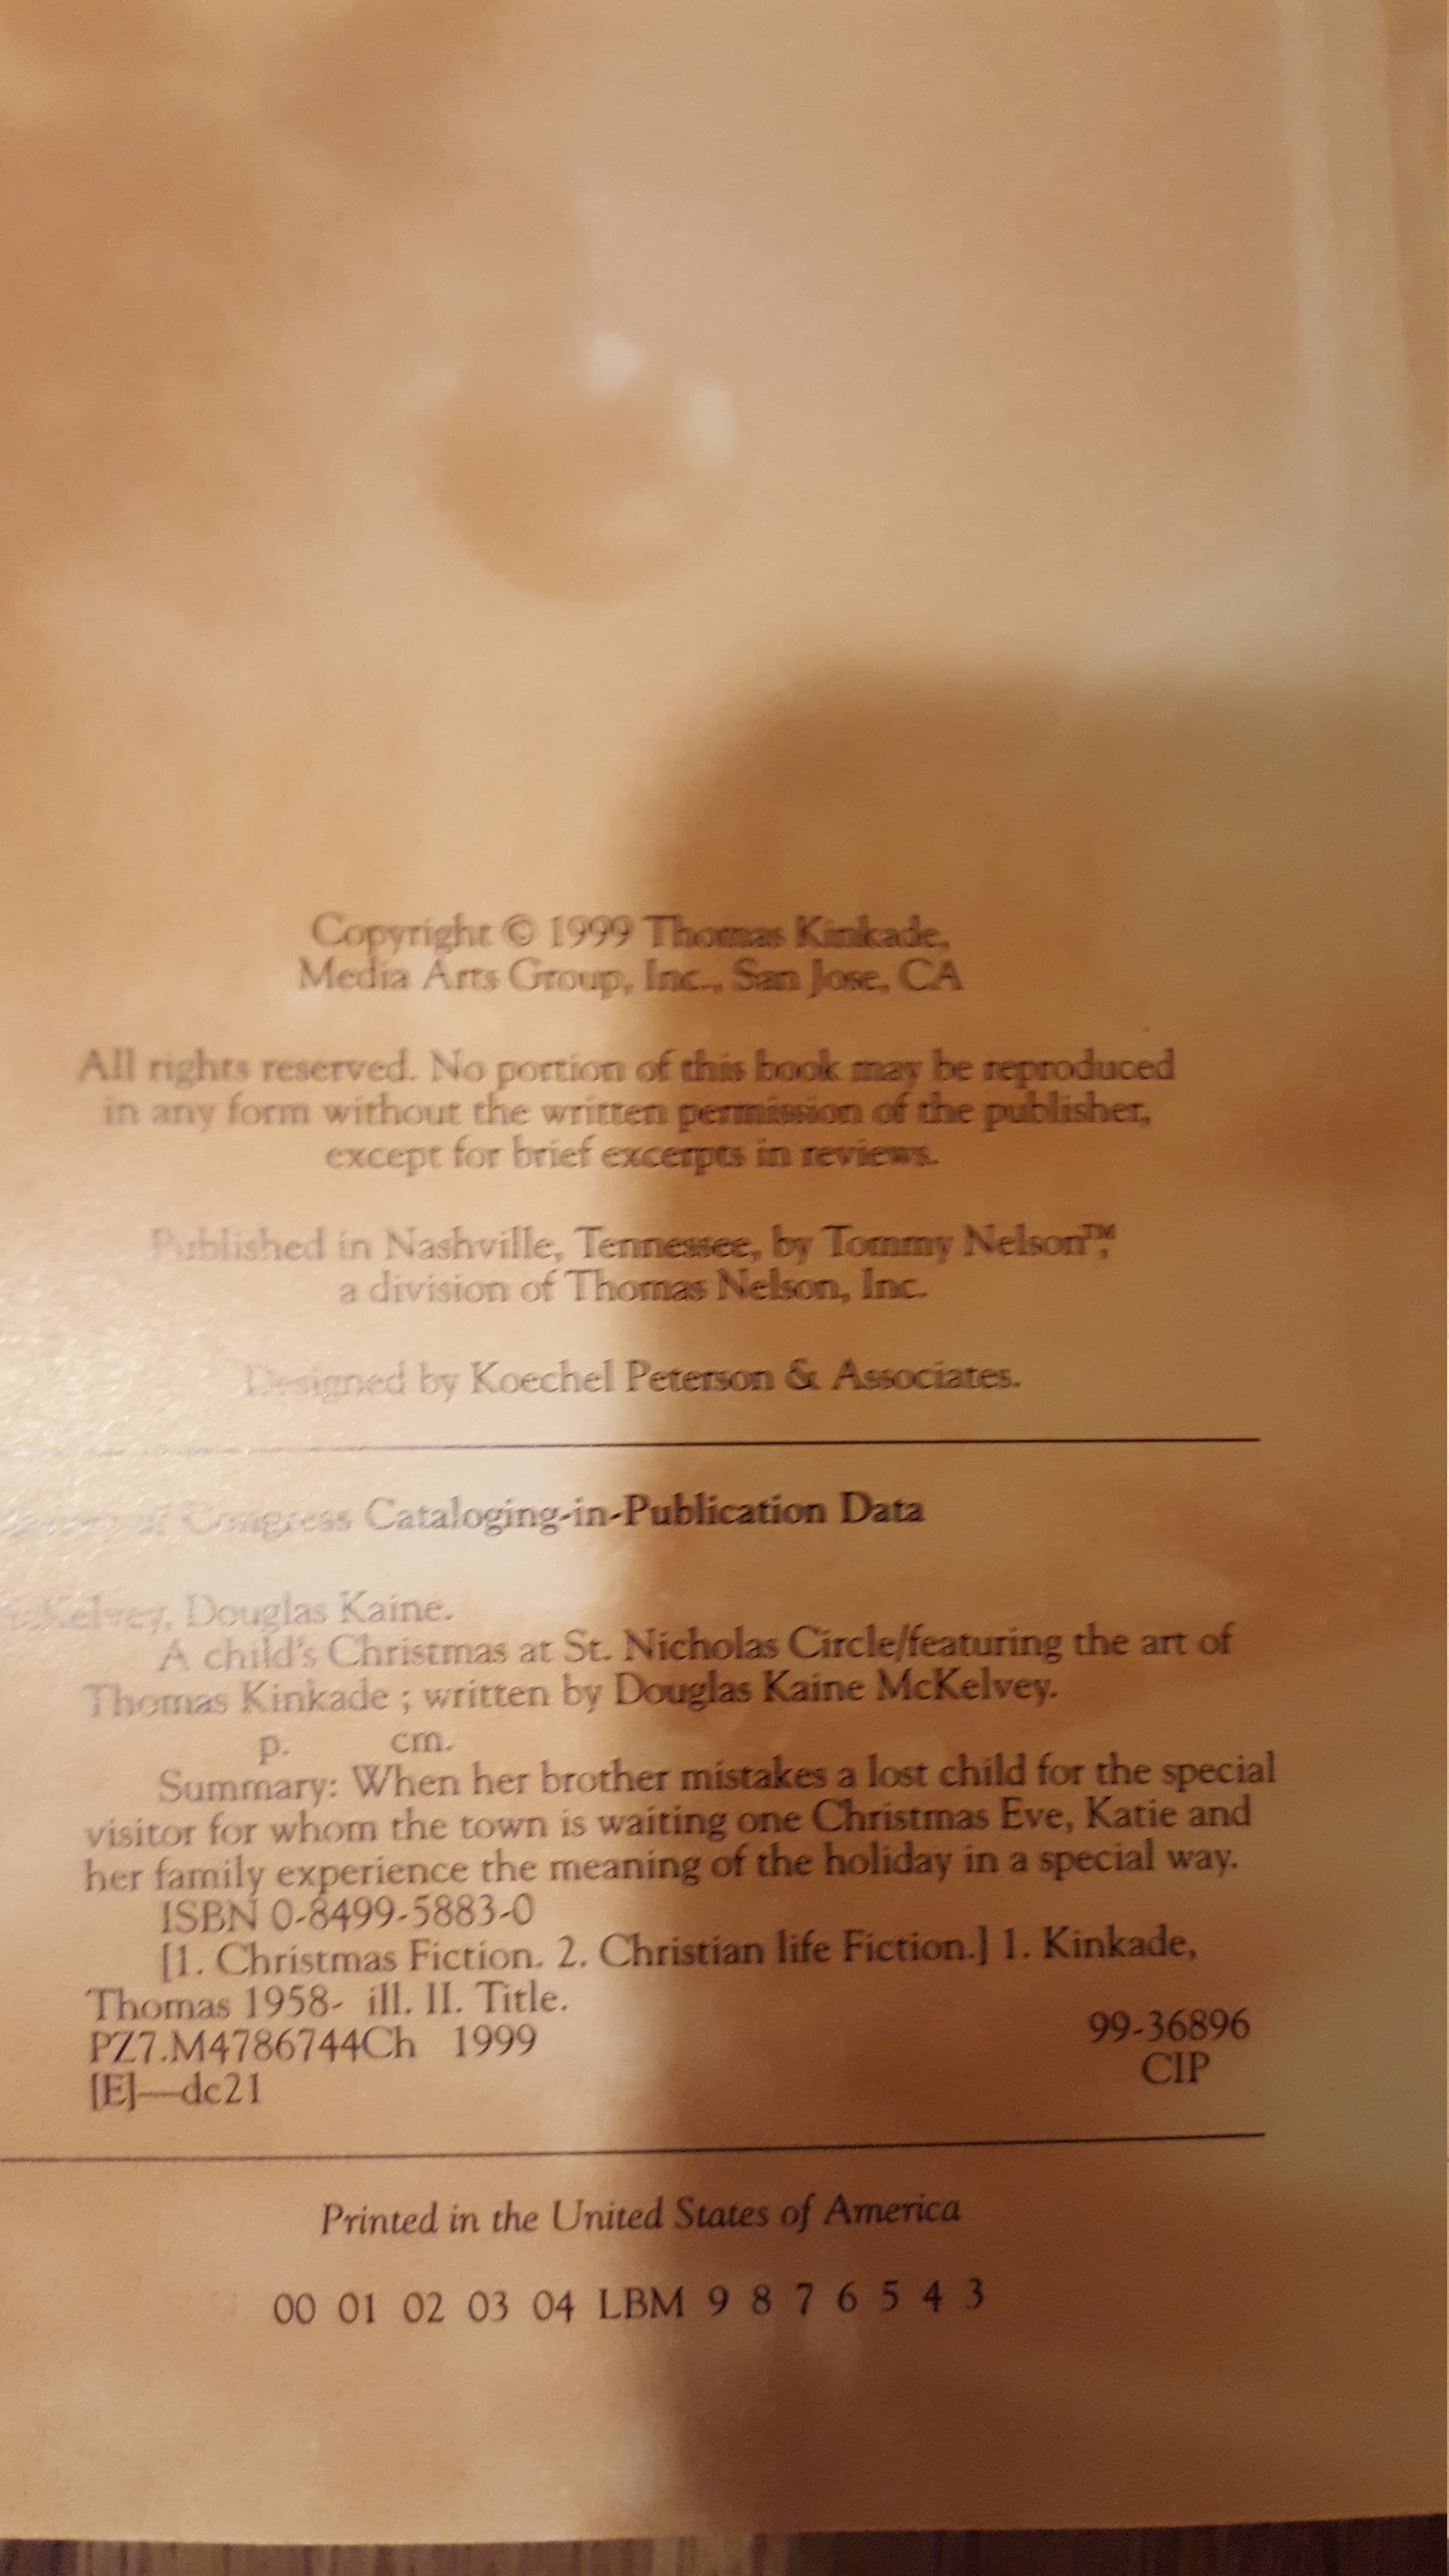 Copyright © 1999 Thomas Kinkade,
Media Arts Group, Inc., San Jose, CA
All rights reserved. No portion of this book may be reproduced
in any form without the written permission of the publisher,
except for brief excerpts in reviews.
Published in Nashville, Tennessee, by Tommy Nelson™,
a division of Thomas Nelson, Inc.
Designed by Koechel Peterson & Associates.
of Congress Cataloging-in-Publication Data
McKelvey, Douglas Kaine.
A child's Christmas at St. Nicholas Circle/featuring the art of
Thomas Kinkade ; written by Douglas Kaine McKelvey.
p. cm.
Summary: When her brother mistakes a lost child for the special
visitor for whom the town is waiting one Christmas Eve, Katie and
her family experience the meaning of the holiday in a special way.
ISBN 0-8499-5883-0
[1. Christmas Fiction. 2. Christian life Fiction.] 1. Kinkade,
Thomas 1958- ill. II. Title.
PZ7.M4786744Ch 1999 99-36896
[E]—dc21 CIP
Printed in the United States of America
00 01 02 03 04 LBM 9 8 7 6 5 4 3